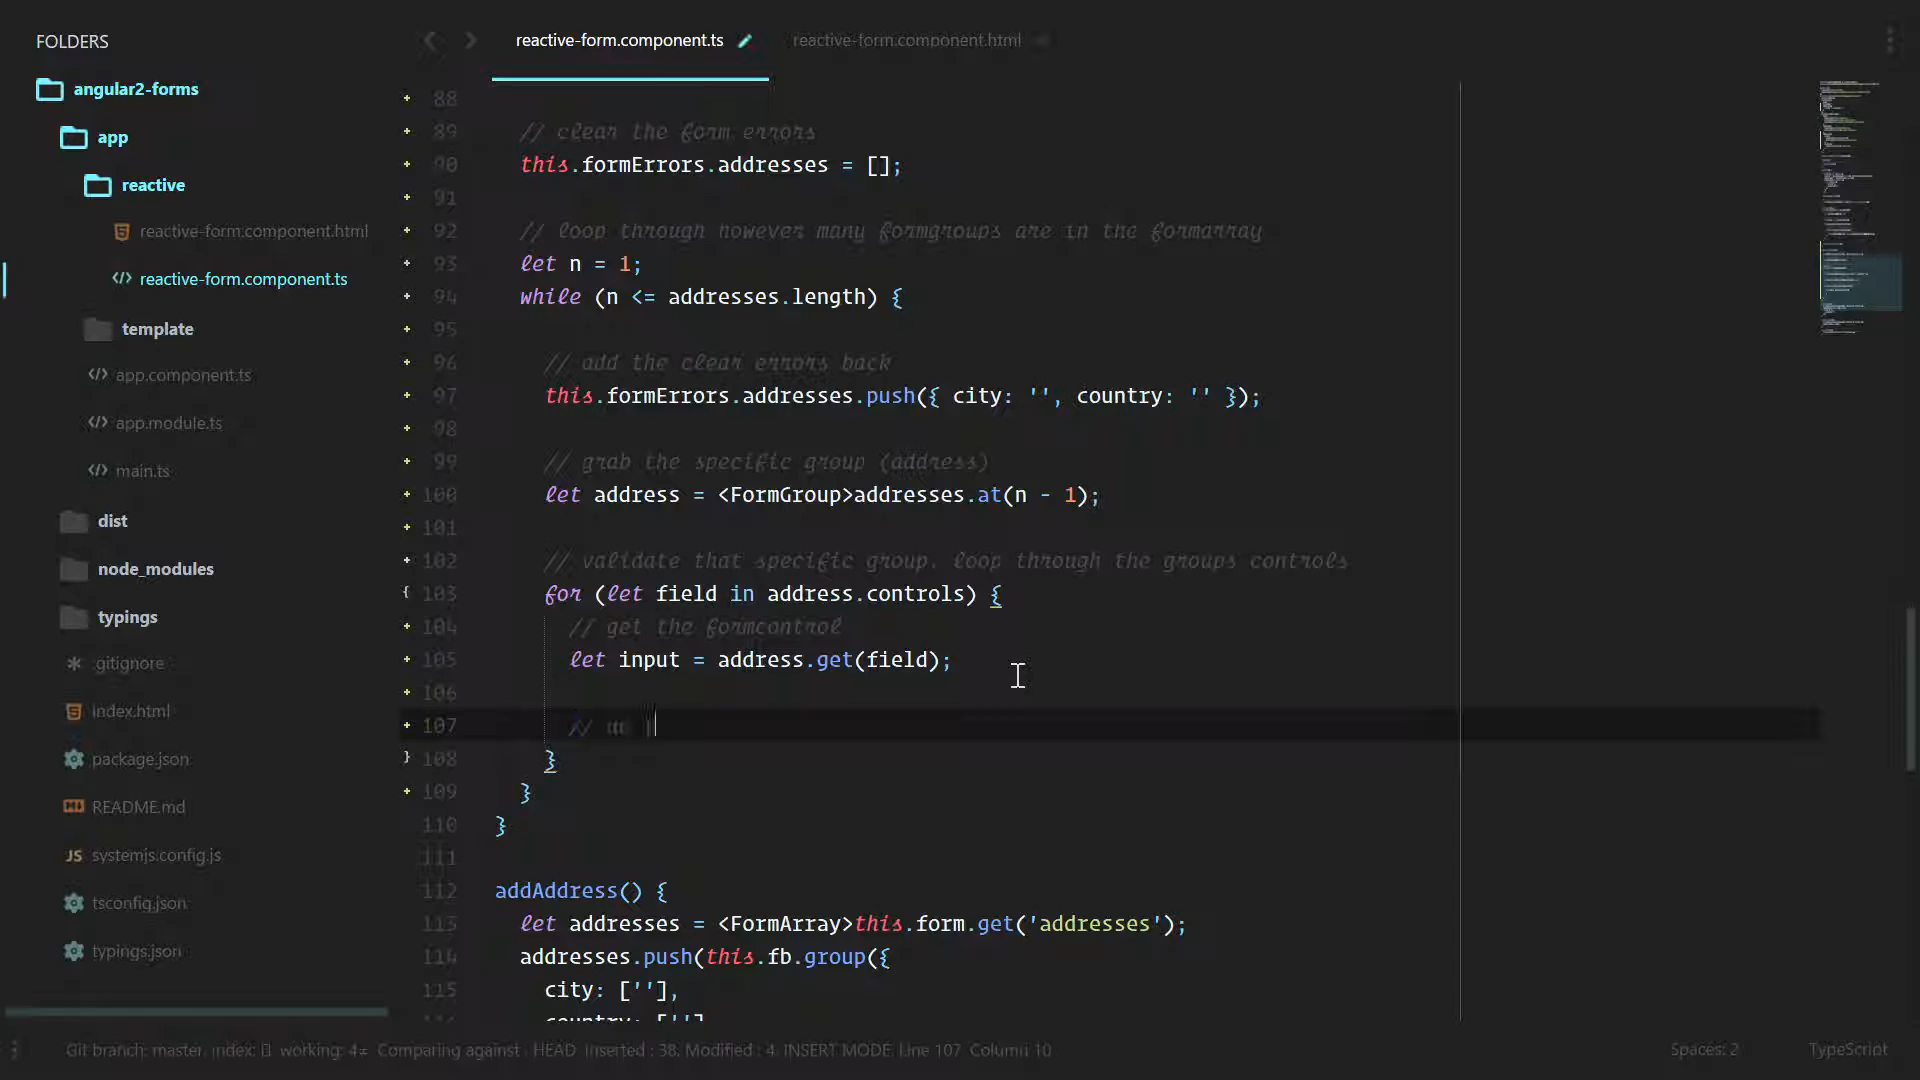 FOLDERS
angular2-forms
app
reactive
reactive-form.component.html
reactive-form.component.ts
template
app.component.ts
app.module.ts
main.ts
dist
node_modules
typings
.gitignore
index.html
package.json
README.md
JS systemjs.config.js
tsconfig.json
typings.json
reactive-form.component.ts
reactive-form.component.html
88
89 // clear the form errors
90 this.formErrors.addresses = [];
91
92 // loop through however many formgroups are in the formarray
93 let n = 1;
94 while (n <= addresses.length) {
95
96 // add the clear errors back
97 this.formErrors.addresses.push({ city: '', country: '' });
98
99 // grab the specific group (address)
100 let address = <FormGroup>addresses.at(n - 1);
101
102 // validate that specific group. loop through the groups controls
103 for (let field in address.controls) {
104 // get the formcontrol
105 let input = address.get(field);
106
107 //
108 }
109 }
110 }
111
112 addAddress() {
113 let addresses = <FormArray>this.form.get('addresses');
114 addresses.push(this.fb.group({
115 city: [''],
country: ['']
Git branch: master, index: working: 4≠ Comparing against : HEAD Inserted : 38, Modified : 4, INSERT MODE, Line 107, Column 10
Spaces: 2
TypeScript